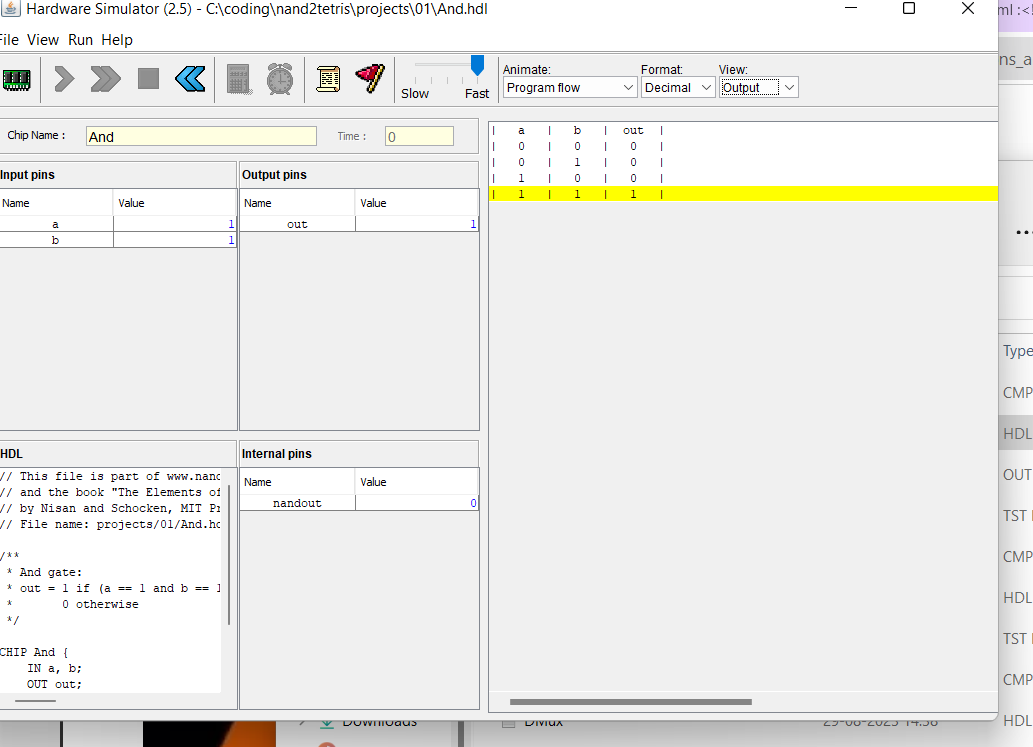 Hardware Simulator (2.5) - C:\coding\nand2tetris\projects\01\And.hdl
File View Run Help
Slow Fast
Animate: Format: View:
Program flow Decimal Output
Chip Name : And Time : 0
Input pins
Name Value
a 1
b 1
Output pins
Name Value
out 1
| a | b | out |
| 0 | 0 | 0 |
| 0 | 1 | 0 |
| 1 | 0 | 0 |
| 1 | 1 | 1 |
HDL
// This file is part of www.nand
// and the book "The Elements of
// by Nisan and Schocken, MIT Pr
// File name: projects/01/And.hd
/**
* And gate:
* out = 1 if (a == 1 and b == 1
* 0 otherwise
*/
CHIP And {
IN a, b;
OUT out;
Internal pins
Name Value
nandout 0
ml :<!
ns_a
Type
CMP
HDL
OUT
TST
CMP
HDL
TST
CMP
HDL
Downloads
DMux 29-08-2023 14:38